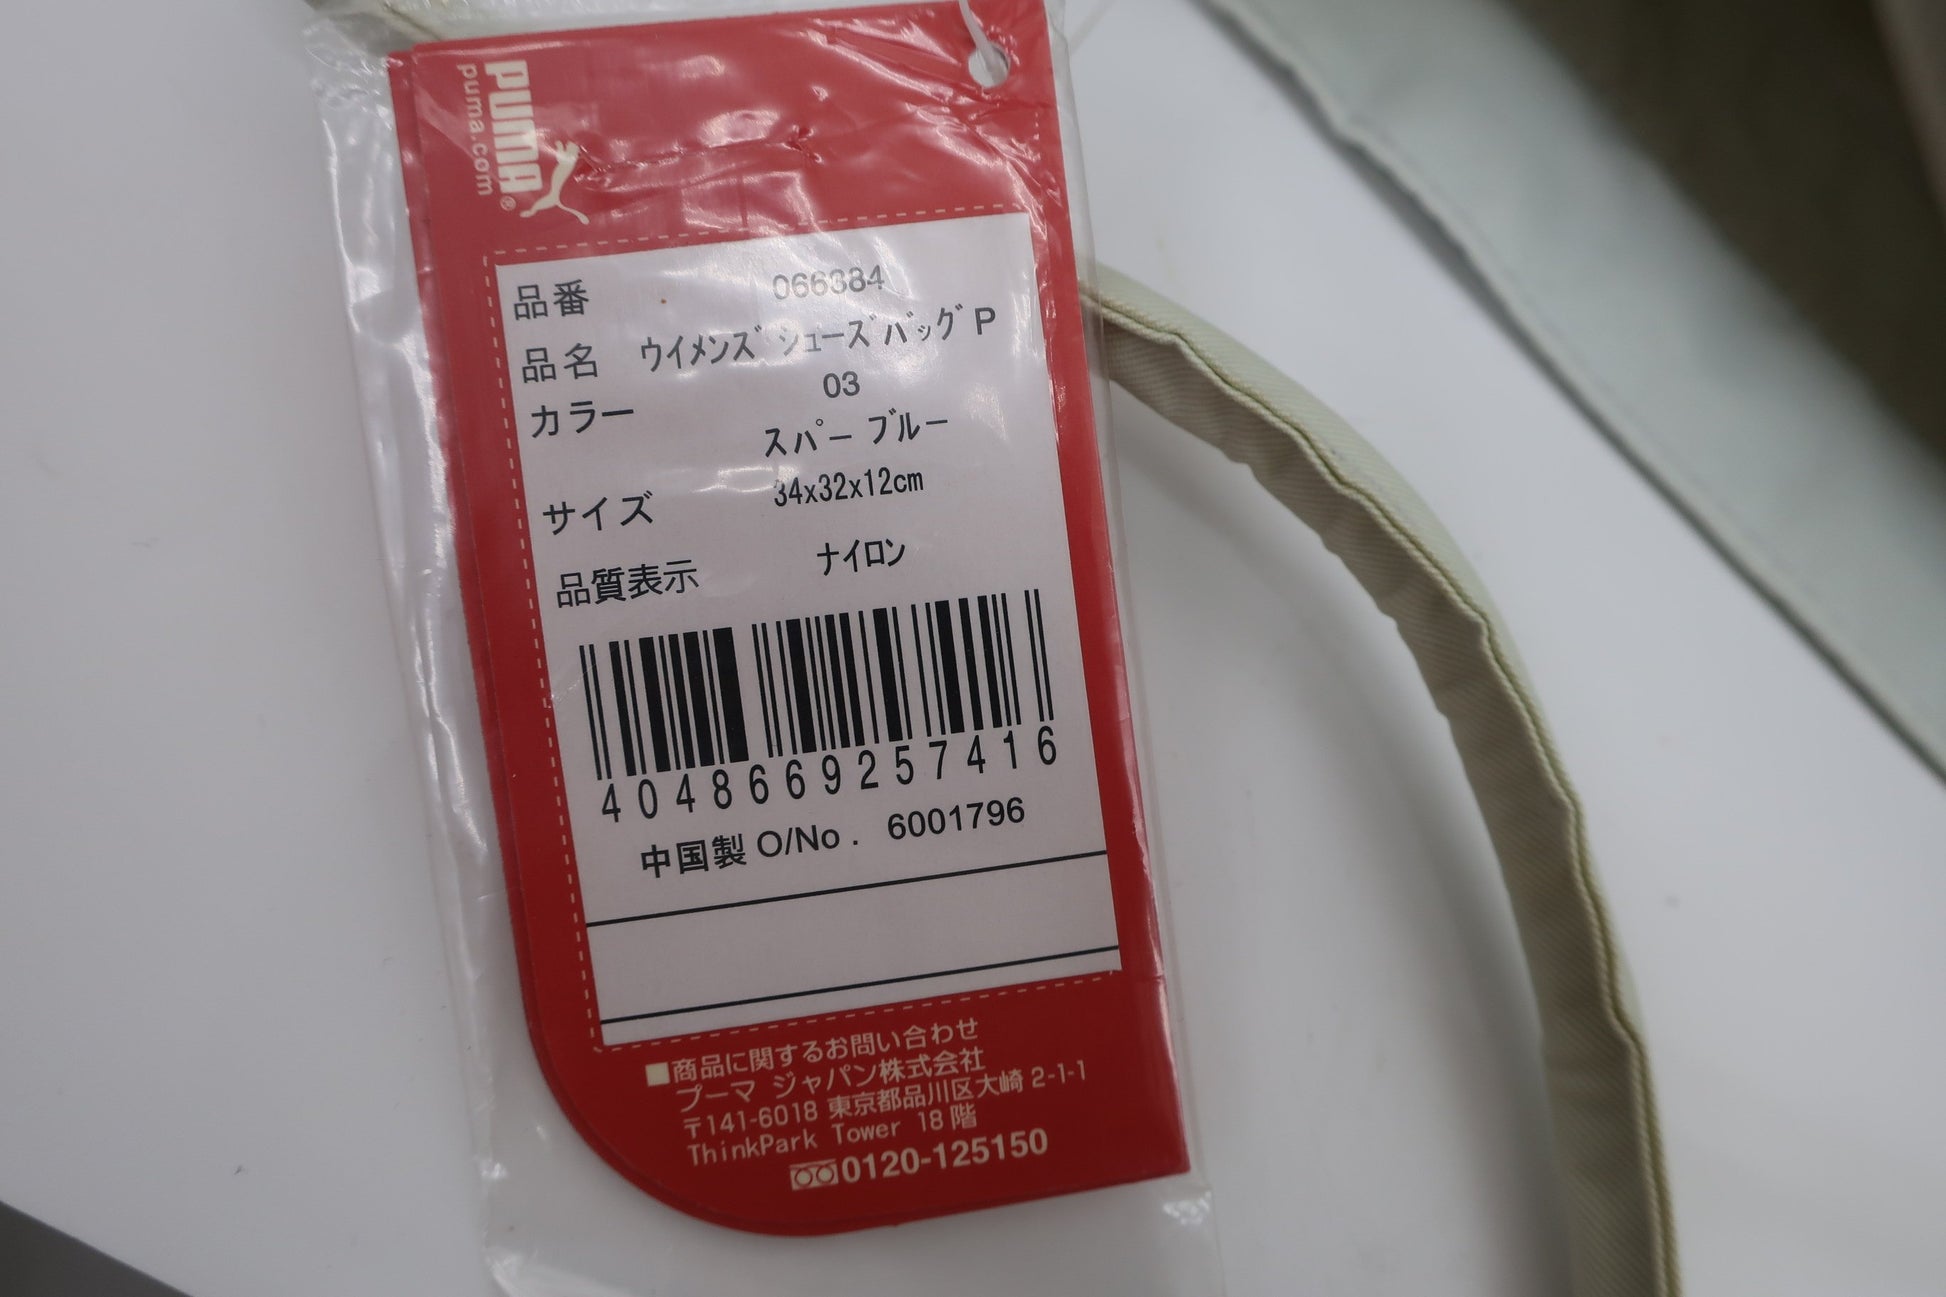 PUMA®
puma.com
品番 066384
品名 ウイメンズ シューズ バッグ P
カラー 03
スパー ブルー
サイズ 34x32x12cm
品質表示 ナイロン
4048669257416
中国製 O/No. 6001796
■商品に関するお問い合わせ
プーマ ジャパン株式会社
〒141-6018 東京都品川区大崎 2-1-1
ThinkPark Tower 18階
0120-125150